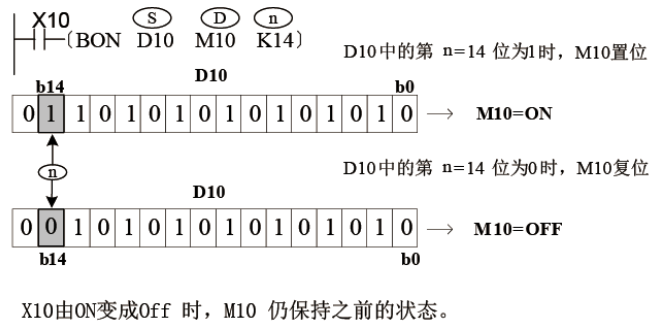 X10 S D n
BON D10 M10 K14
D10中的第 n=14 位为1时，M10置位
D10
b14 b0
0 1 1 0 1 0 1 0 1 0 1 0 1 0 1 0 M10=ON
n
D10中的第 n=14 位为0时，M10复位
D10
0 0 1 0 1 0 1 0 1 0 1 0 1 0 1 0 M10=OFF
b14 b0
X10由ON变成Off 时，M10 仍保持之前的状态。